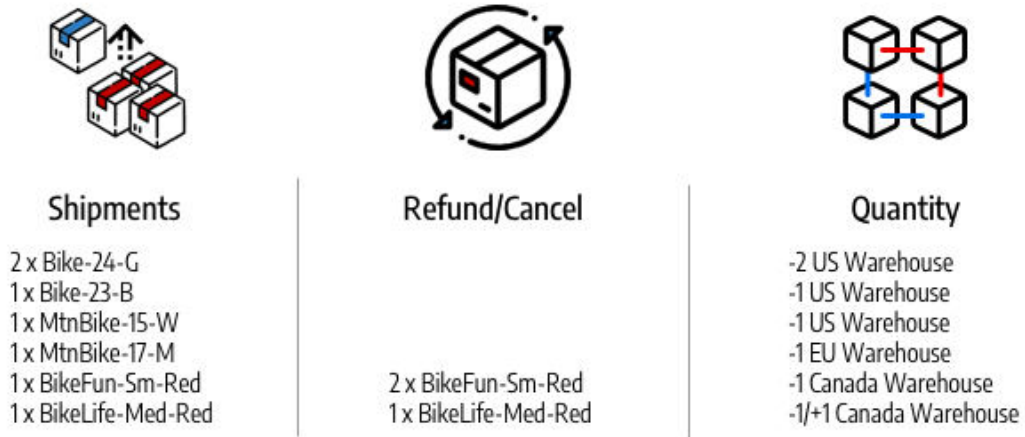 Shipments
2 x Bike-24-G
1 x Bike-23-B
1 x MtnBike-15-W
1 x MtnBike-17-M
1 x BikeFun-Sm-Red
1 x BikeLife-Med-Red
Refund/Cancel
2 x BikeFun-Sm-Red
1 x BikeLife-Med-Red
Quantity
-2 US Warehouse
-1 US Warehouse
-1 US Warehouse
-1 EU Warehouse
-1 Canada Warehouse
-1/+1 Canada Warehouse